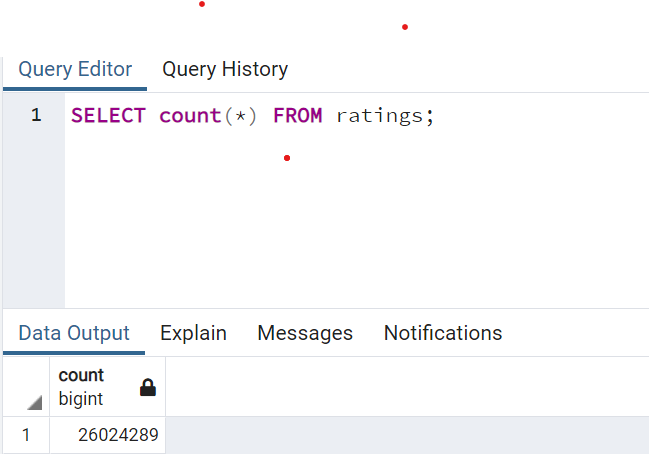 Query Editor Query History
1 SELECT count(*) FROM ratings;
Data Output Explain Messages Notifications
count
bigint
1 26024289